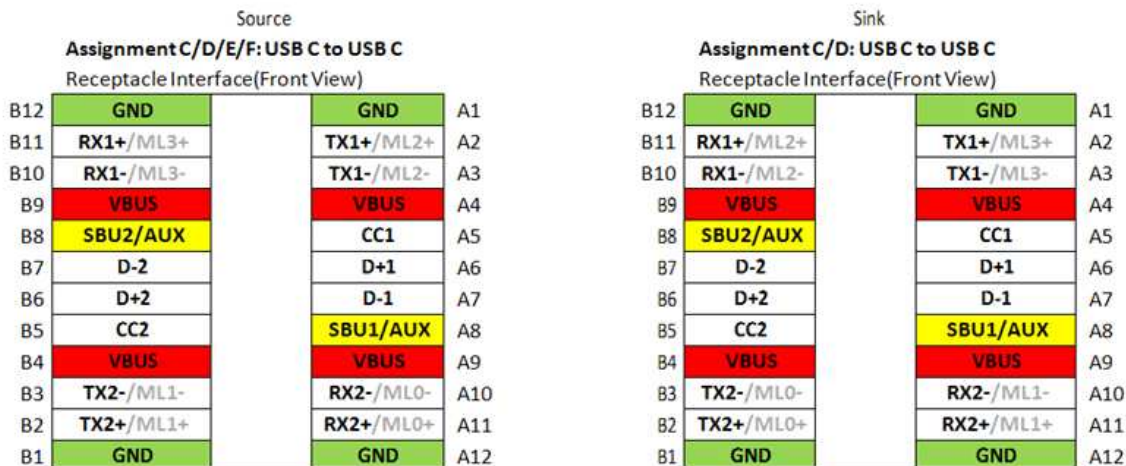 Source
Assignment C/D/E/F: USB C to USB C
Receptacle Interface(Front View)
B12 GND GND A1
B11 RX1+/ML3+ TX1+/ML2+ A2
B10 RX1-/ML3- TX1-/ML2- A3
B9 VBUS VBUS A4
B8 SBU2/AUX CC1 A5
B7 D-2 D+1 A6
B6 D+2 D-1 A7
B5 CC2 SBU1/AUX A8
B4 VBUS VBUS A9
B3 TX2-/ML1- RX2-/ML0- A10
B2 TX2+/ML1+ RX2+/ML0+ A11
B1 GND GND A12
Sink
Assignment C/D: USB C to USB C
Receptacle Interface(Front View)
B12 GND GND A1
B11 RX1+/ML2+ TX1+/ML3+ A2
B10 RX1-/ML2- TX1-/ML3- A3
B9 VBUS VBUS A4
B8 SBU2/AUX CC1 A5
B7 D-2 D+1 A6
B6 D+2 D-1 A7
B5 CC2 SBU1/AUX A8
B4 VBUS VBUS A9
B3 TX2-/ML0- RX2-/ML1- A10
B2 TX2+/ML0+ RX2+/ML1+ A11
B1 GND GND A12